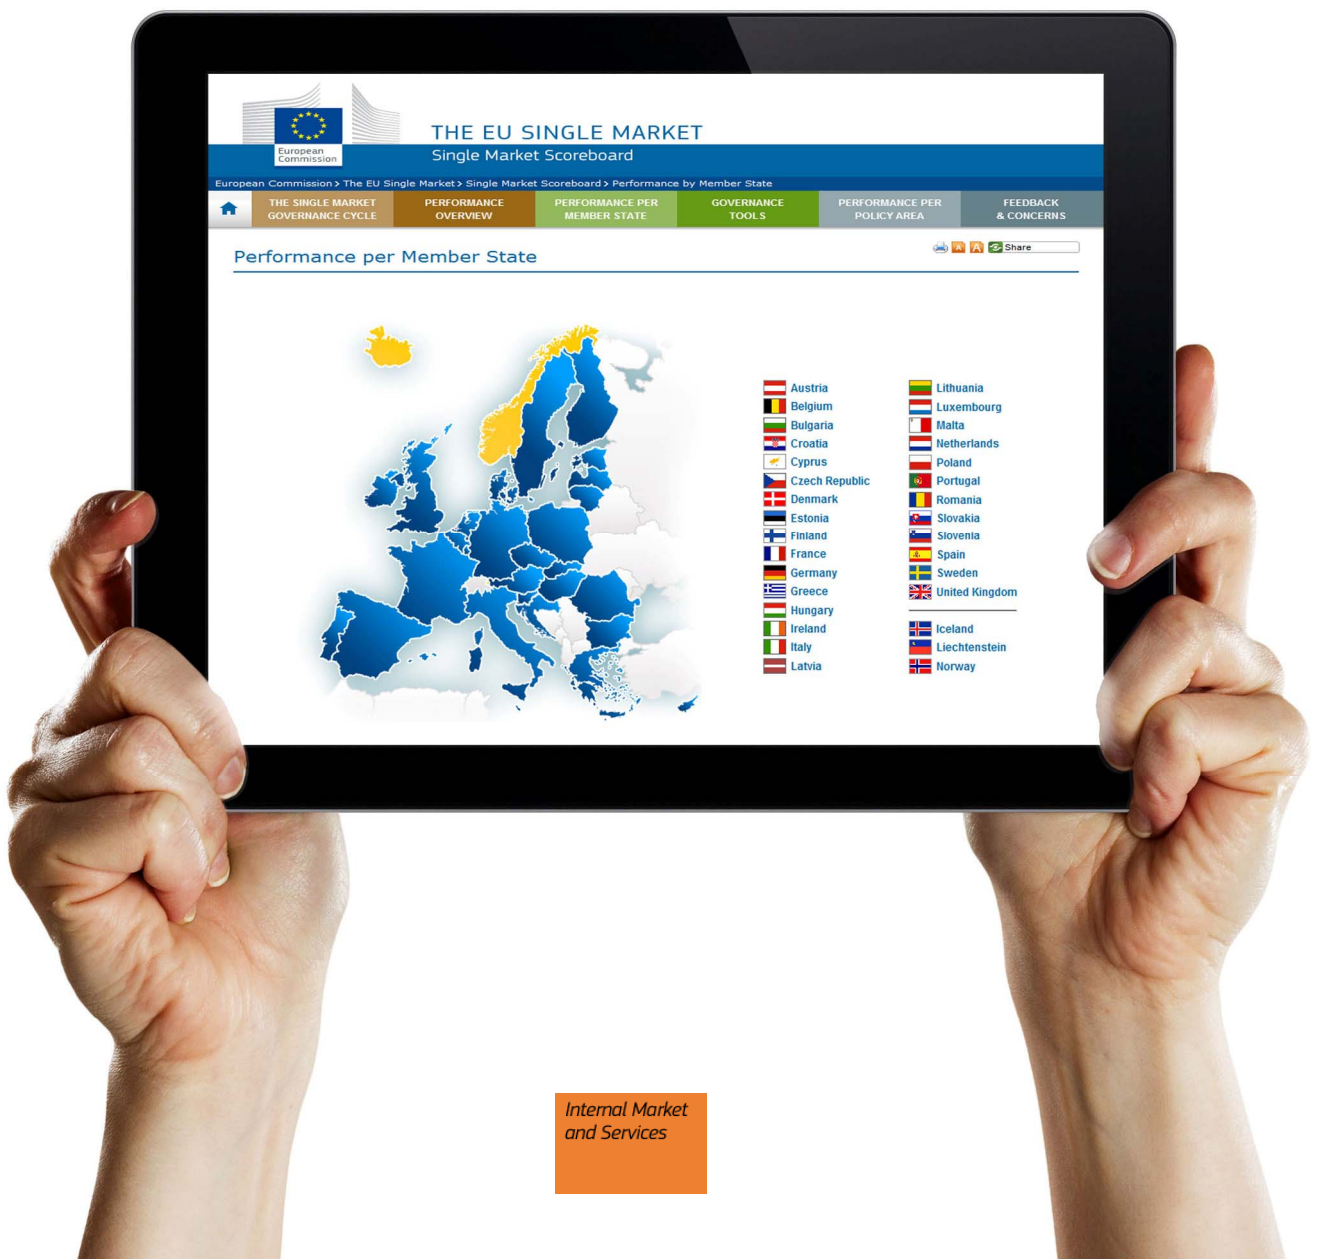 European
Commission
THE EU SINGLE MARKET
Single Market Scoreboard
European Commission > The EU Single Market > Single Market Scoreboard > Performance by Member State
THE SINGLE MARKET
GOVERNANCE CYCLE
PERFORMANCE
OVERVIEW
PERFORMANCE PER
MEMBER STATE
GOVERNANCE
TOOLS
PERFORMANCE PER
POLICY AREA
FEEDBACK
& CONCERNS
A
A
Share
Performance per Member State
Austria
Belgium
Bulgaria
Croatia
Cyprus
Czech Republic
Denmark
Estonia
Finland
France
Germany
Greece
Hungary
Ireland
Italy
Latvia
Lithuania
Luxembourg
Malta
Netherlands
Poland
Portugal
Romania
Slovakia
Slovenia
Spain
Sweden
United Kingdom
Iceland
Liechtenstein
Norway
Internal Market
and Services